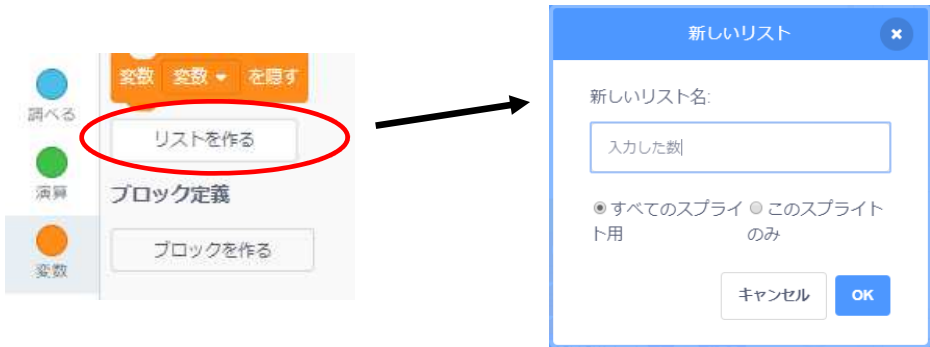 調べる
演算
変数
変数 変数 を隠す
リストを作る
ブロック定義
ブロックを作る
新しいリスト
新しいリスト名:
入力した数
すべてのスプライ
ト用
このスプライト
のみ
キャンセル
OK